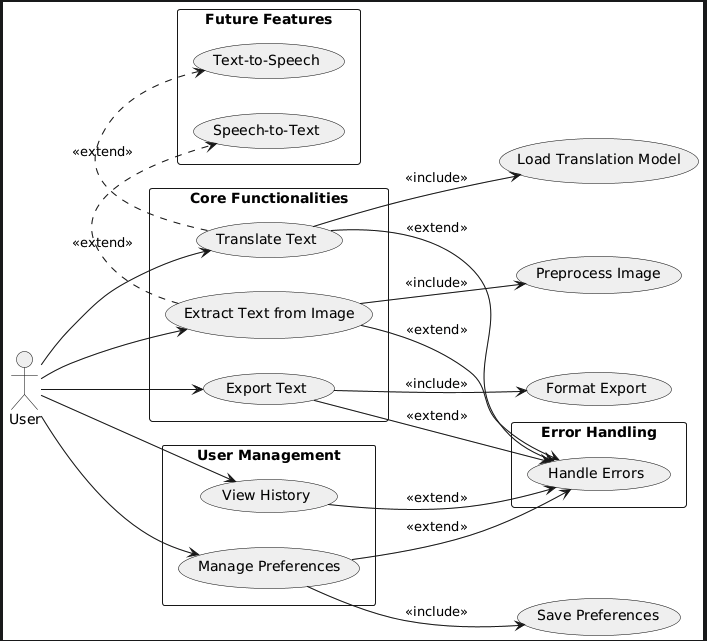 Future Features
Text-to-Speech
Speech-to-Text
«extend»
«extend»
Core Functionalities
Translate Text
Extract Text from Image
Export Text
«include»
Load Translation Model
«extend»
«include»
Preprocess Image
«extend»
«include»
Format Export
«extend»
User
User Management
View History
Manage Preferences
Error Handling
Handle Errors
«extend»
«extend»
«include»
Save Preferences